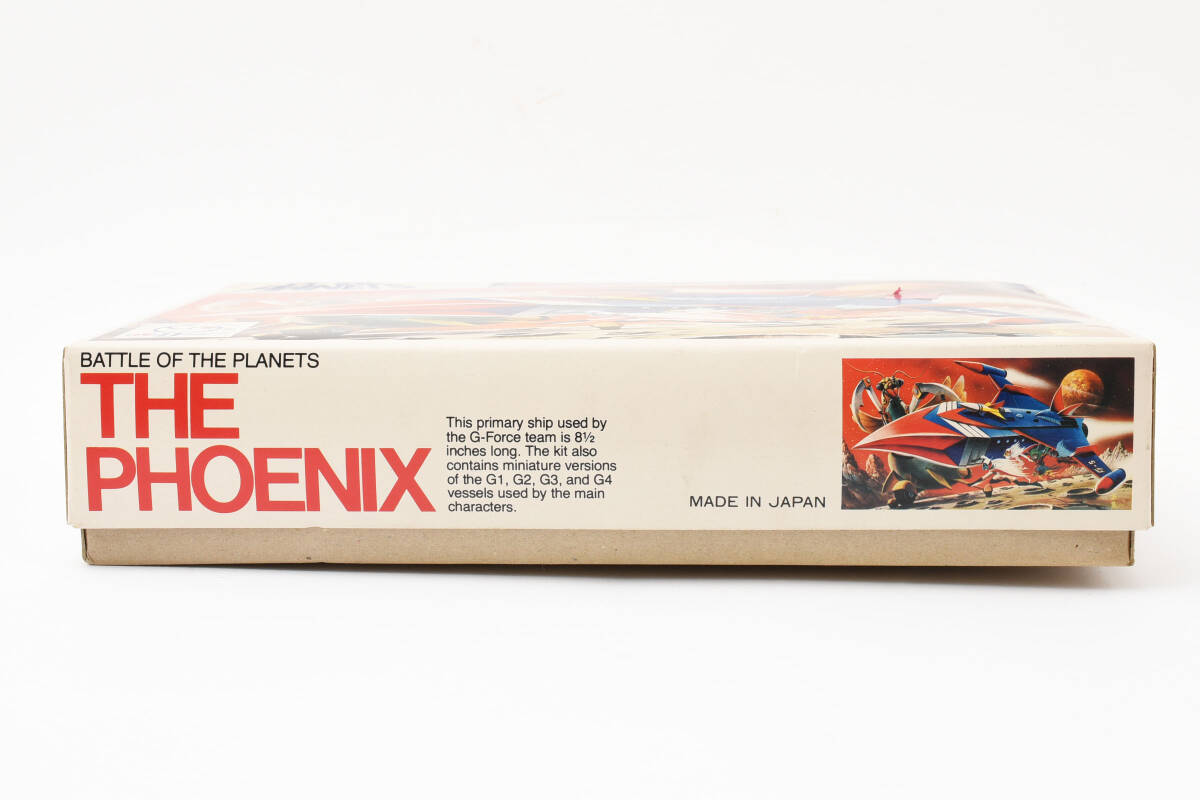 BATTLE OF THE PLANETS
THE
PHOENIX
This primary ship used by
the G-Force team is 8½
inches long. The kit also
contains miniature versions
of the G1, G2, G3, and G4
vessels used by the main
characters.
MADE IN JAPAN